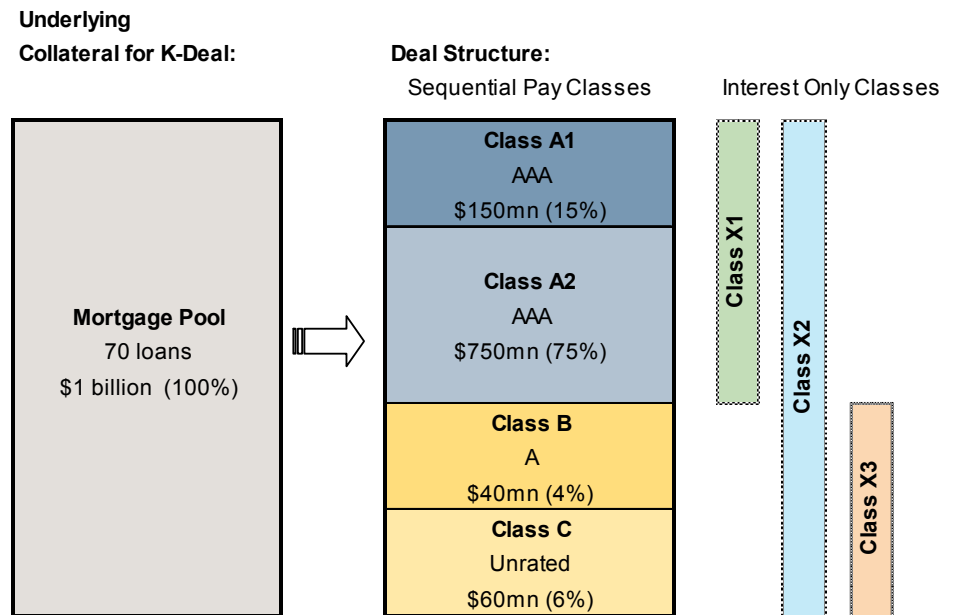 Underlying
Collateral for K-Deal:
Deal Structure:
Sequential Pay Classes
Interest Only Classes
Mortgage Pool
70 loans
$1 billion (100%)
Class A1
AAA
$150mn (15%)
Class A2
AAA
$750mn (75%)
Class B
A
$40mn (4%)
Class C
Unrated
$60mn (6%)
Class X1
Class X2
Class X3